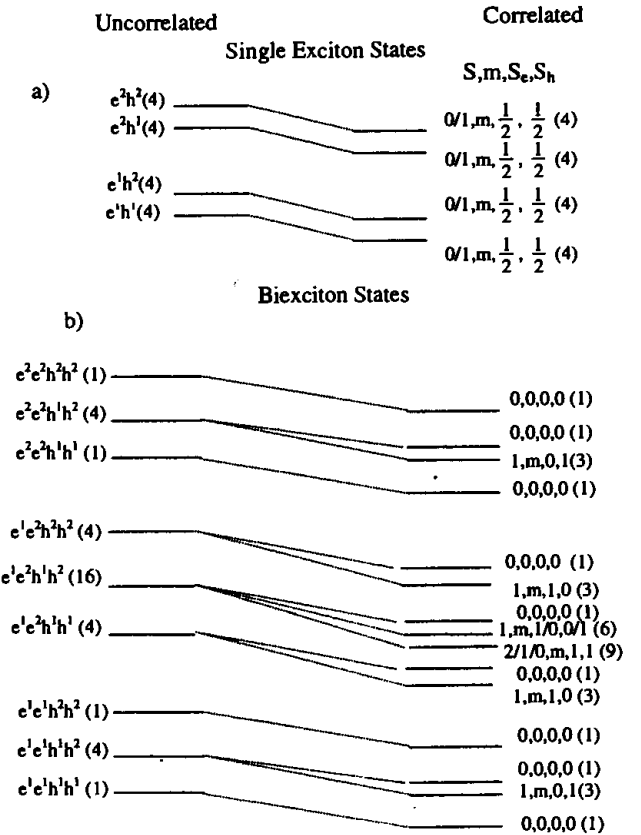 Uncorrelated Correlated
Single Exciton States
S,m,Sₑ,Sₕ
a)
e²h²(4) 0/1,m,1/2, 1/2 (4)
e²h¹(4) 0/1,m,1/2, 1/2 (4)
e¹h²(4) 0/1,m,1/2, 1/2 (4)
e¹h¹(4) 0/1,m,1/2, 1/2 (4)
Biexciton States
b)
e²e²h²h² (1) 0,0,0,0 (1)
e²e²h¹h² (4) 0,0,0,0 (1)
1,m,0,1(3)
e²e²h¹h¹ (1) 0,0,0,0 (1)
e¹e²h²h² (4) 0,0,0,0 (1)
1,m,1,0 (3)
e¹e²h¹h² (16) 0,0,0,0 (1)
1,m,1/0,0/1 (6)
2/1/0,m,1,1 (9)
e¹e²h¹h¹ (4) 0,0,0,0 (1)
1,m,1,0 (3)
e¹e¹h²h² (1) 0,0,0,0 (1)
e¹e¹h¹h² (4) 0,0,0,0 (1)
1,m,0,1(3)
e¹e¹h¹h¹ (1) 0,0,0,0 (1)